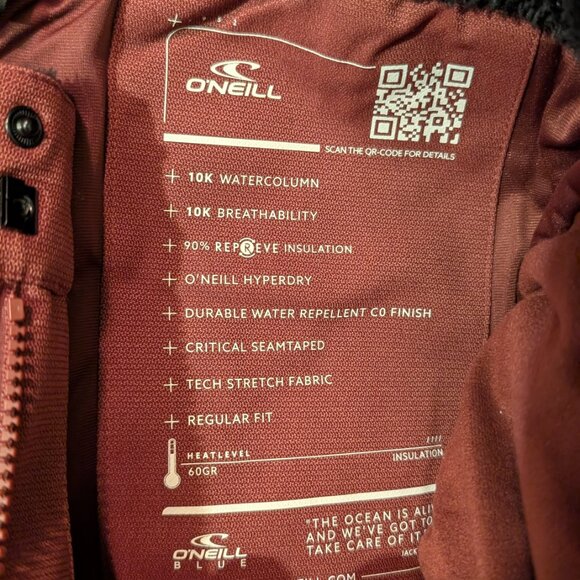 O'NEILL
SCAN THE QR-CODE FOR DETAILS
+ 10K WATERCOLUMN
+ 10K BREATHABILITY
+ 90% REPREVE INSULATION
+ O'NEILL HYPERDRY
+ DURABLE WATER REPELLENT C0 FINISH
+ CRITICAL SEAMTAPED
+ TECH STRETCH FABRIC
+ REGULAR FIT
HEATLEVEL
60GR
INSULATION
O'NEILL
BLUE
"THE OCEAN IS
AND WE'VE GOT TO
TAKE CARE OF IT
JACK